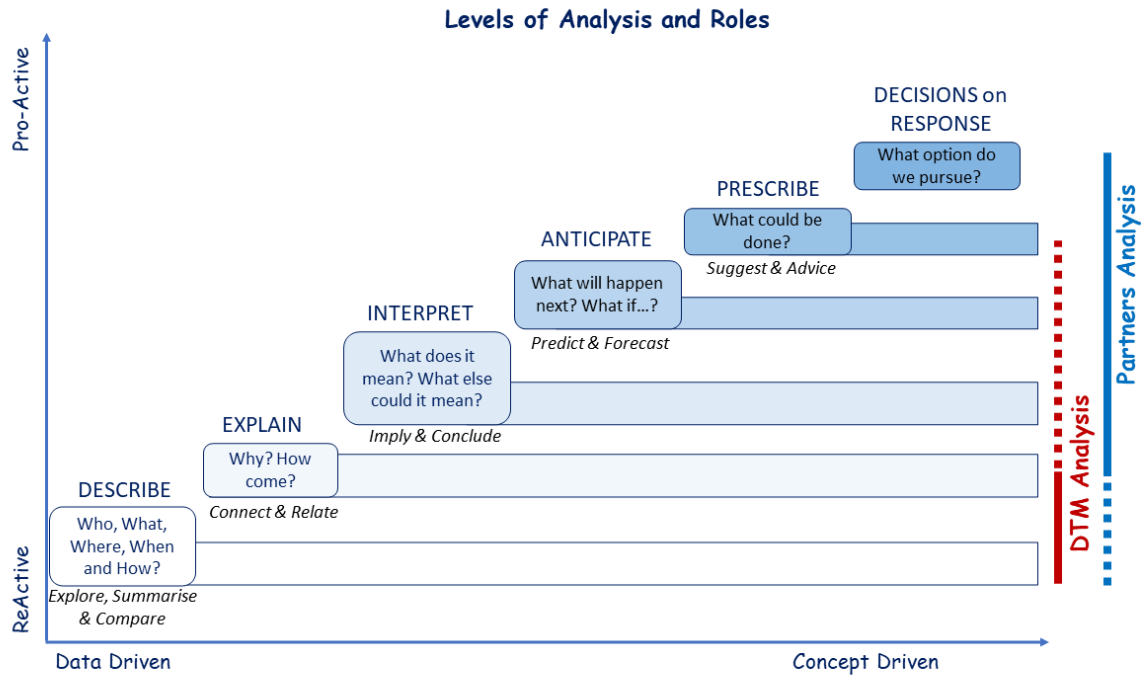 Levels of Analysis and Roles
Pro-Active
DECISIONS on
RESPONSE
What option do
we pursue?
PRESCRIBE
What could be
done?
Suggest & Advice
ANTICIPATE
What will happen
next? What if...?
Predict & Forecast
INTERPRET
What does it
mean? What else
could it mean?
Imply & Conclude
EXPLAIN
Why? How
come?
Connect & Relate
DESCRIBE
Who, What,
Where, When
and How?
Explore, Summarise
& Compare
ReActive
Data Driven
Concept Driven
DTM Analysis
Partners Analysis